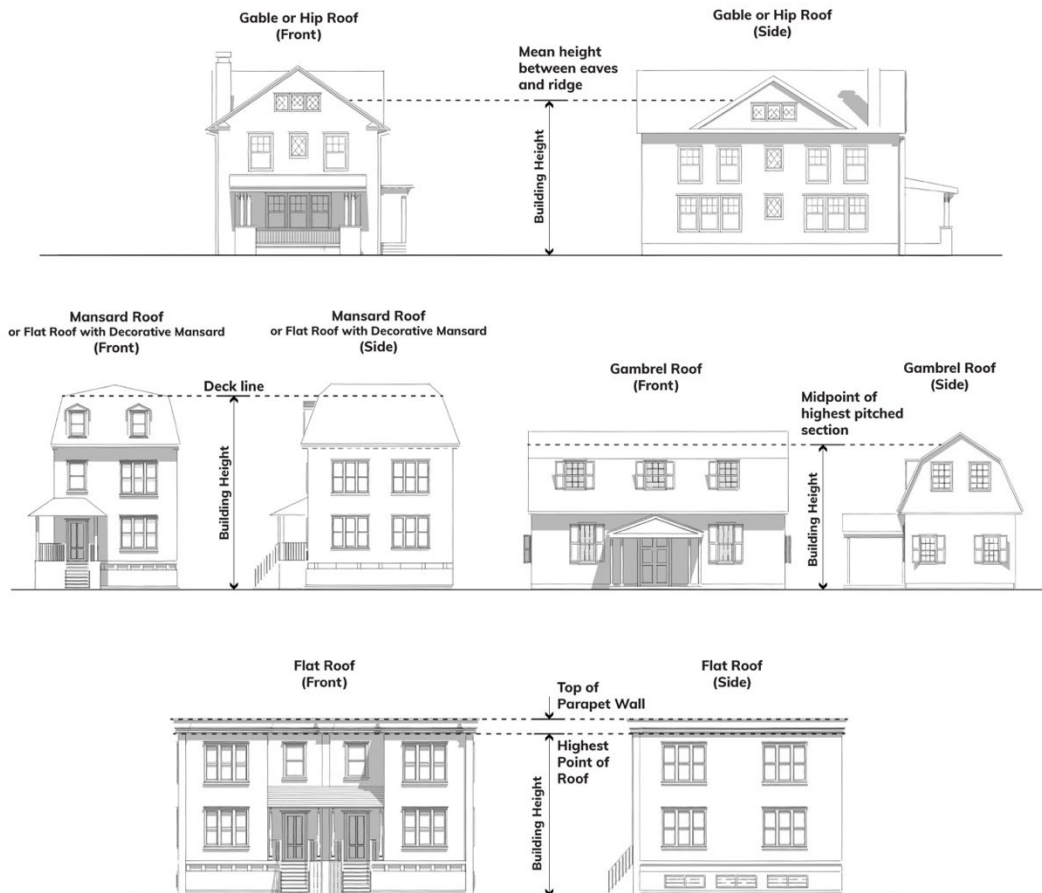 Gable or Hip Roof
(Front)
Gable or Hip Roof
(Side)
Mean height
between eaves
and ridge
Building Height
Mansard Roof
or Flat Roof with Decorative Mansard
(Front)
Mansard Roof
or Flat Roof with Decorative Mansard
(Side)
Deck line
Building Height
Gambrel Roof
(Front)
Gambrel Roof
(Side)
Midpoint of
highest pitched
section
Building Height
Flat Roof
(Front)
Flat Roof
(Side)
Top of
Parapet Wall
Highest
Point of
Roof
Building Height